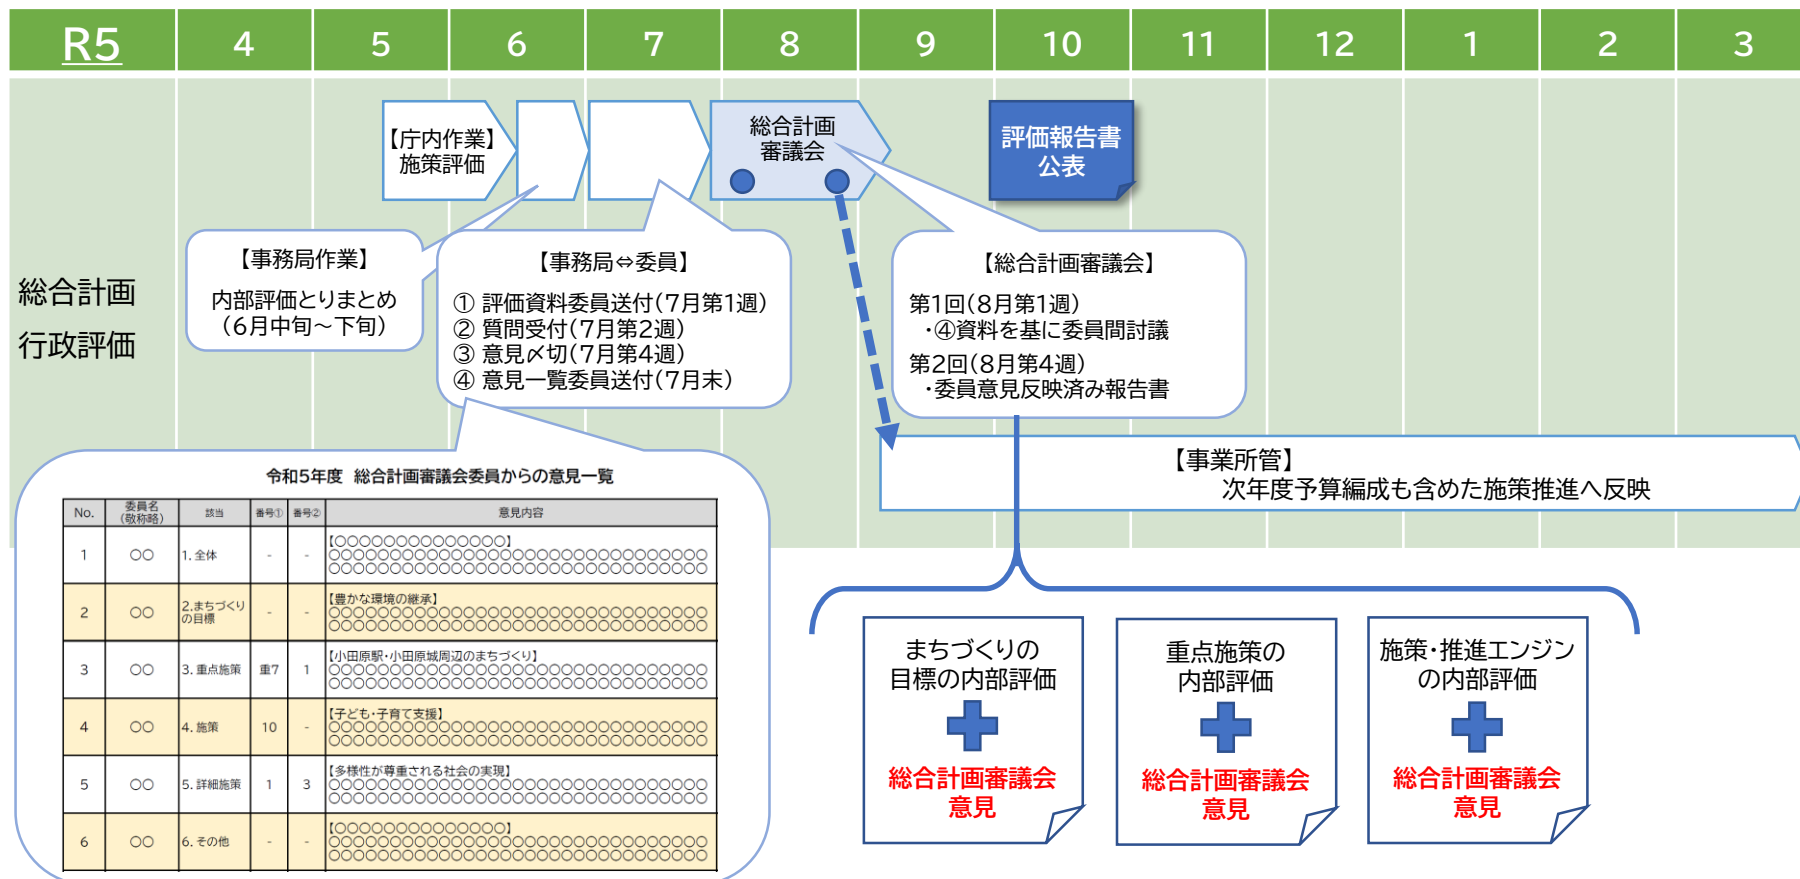 R5 4 5 6 7 8 9 10 11 12 1 2 3
総合計画
行政評価
【庁内作業】
施策評価
総合計画
審議会
評価報告書
公表
【事務局作業】
内部評価とりまとめ
(6月中旬～下旬)
【事務局⇔委員】
① 評価資料委員送付(7月第1週)
② 質問受付(7月第2週)
③ 意見〆切(7月第4週)
④ 意見一覧委員送付(7月末)
【総合計画審議会】
第1回(8月第1週)
・④資料を基に委員間討議
第2回(8月第4週)
・委員意見反映済み報告書
【事業所管】
次年度予算編成も含めた施策推進へ反映
令和5年度 総合計画審議会委員からの意見一覧
No. 委員名(敬称略) 該当 番号① 番号② 意見内容
1 〇〇 1. 全体 - - 【〇〇〇〇〇〇〇〇〇〇〇〇〇〇】
〇〇〇〇〇〇〇〇〇〇〇〇〇〇〇〇〇〇〇〇〇〇〇〇〇〇〇〇〇〇〇
〇〇〇〇〇〇〇〇〇〇〇〇〇〇〇〇〇〇〇〇〇〇〇〇〇〇〇〇〇〇〇
2 〇〇 2.まちづくりの目標 - - 【豊かな環境の継承】
〇〇〇〇〇〇〇〇〇〇〇〇〇〇〇〇〇〇〇〇〇〇〇〇〇〇〇〇〇〇〇
〇〇〇〇〇〇〇〇〇〇〇〇〇〇〇〇〇〇〇〇〇〇〇〇〇〇〇〇〇〇〇
3 〇〇 3. 重点施策 重7 1 【小田原駅・小田原城周辺のまちづくり】
〇〇〇〇〇〇〇〇〇〇〇〇〇〇〇〇〇〇〇〇〇〇〇〇〇〇〇〇〇〇〇
〇〇〇〇〇〇〇〇〇〇〇〇〇〇〇〇〇〇〇〇〇〇〇〇〇〇〇〇〇〇〇
4 〇〇 4. 施策 10 - 【子ども・子育て支援】
〇〇〇〇〇〇〇〇〇〇〇〇〇〇〇〇〇〇〇〇〇〇〇〇〇〇〇〇〇〇〇
〇〇〇〇〇〇〇〇〇〇〇〇〇〇〇〇〇〇〇〇〇〇〇〇〇〇〇〇〇〇〇
5 〇〇 5. 詳細施策 1 3 【多様性が尊重される社会の実現】
〇〇〇〇〇〇〇〇〇〇〇〇〇〇〇〇〇〇〇〇〇〇〇〇〇〇〇〇〇〇〇
〇〇〇〇〇〇〇〇〇〇〇〇〇〇〇〇〇〇〇〇〇〇〇〇〇〇〇〇〇〇〇
6 〇〇 6. その他 - - 【〇〇〇〇〇〇〇〇〇〇〇〇〇〇】
〇〇〇〇〇〇〇〇〇〇〇〇〇〇〇〇〇〇〇〇〇〇〇〇〇〇〇〇〇〇〇
〇〇〇〇〇〇〇〇〇〇〇〇〇〇〇〇〇〇〇〇〇〇〇〇〇〇〇〇〇〇〇
まちづくりの
目標の内部評価
総合計画審議会
意見
重点施策の
内部評価
総合計画審議会
意見
施策・推進エンジン
の内部評価
総合計画審議会
意見